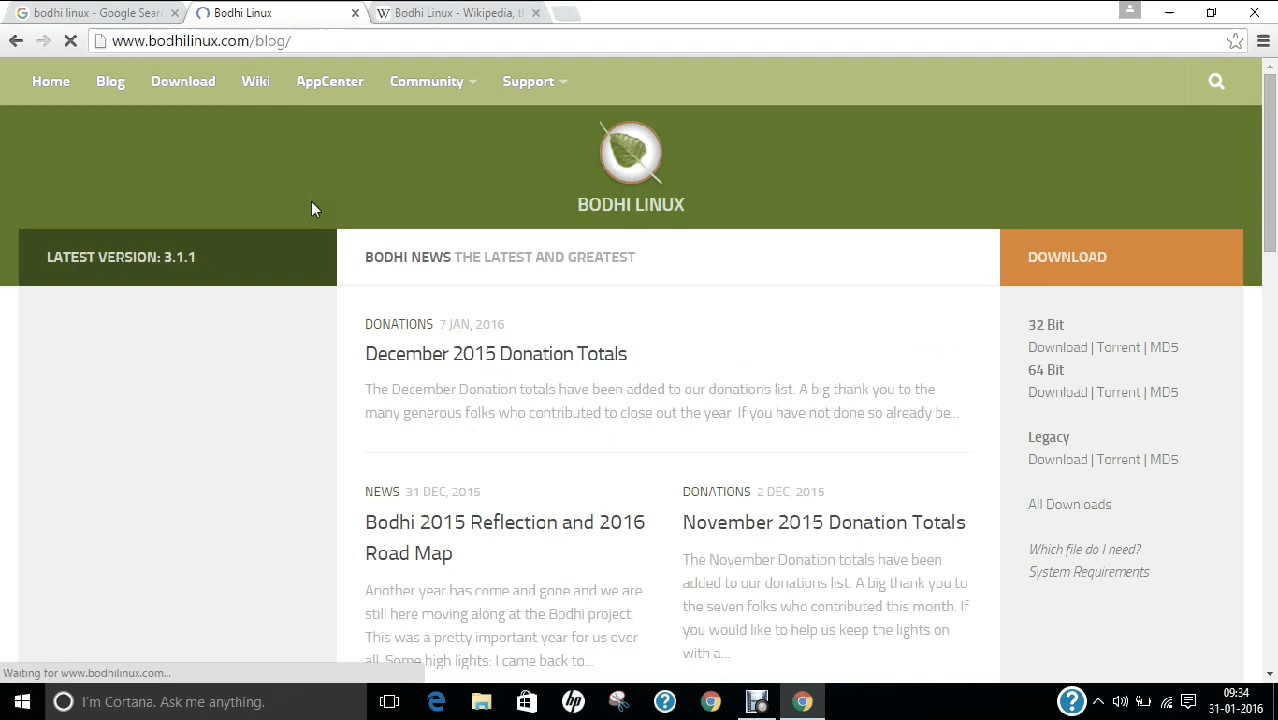 bodhi linux - Google Sear
Bodhi Linux
Bodhi Linux - Wikipedia, t
www.bodhilinux.com/blog/
Home Blog Download Wiki AppCenter Community Support
BODHI LINUX
LATEST VERSION: 3.1.1
BODHI NEWS THE LATEST AND GREATEST
DONATIONS 7 JAN, 2016
December 2015 Donation Totals
The December Donation totals have been added to our donations list. A big thank you to the
many generous folks who contributed to close out the year. If you have not done so already be...
NEWS 31 DEC, 2015
Bodhi 2015 Reflection and 2016
Road Map
Another year has come and gone and we are
still here moving along at the Bodhi project.
This was a pretty important year for us over
all. Some high lights: I came back to...
DONATIONS 2 DEC, 2015
November 2015 Donation Totals
The November Donation totals have been
added to our donations list. A big thank you to
the seven folks who contributed this month. If
you would like to help us keep the lights on
with a...
DOWNLOAD
32 Bit
Download | Torrent | MD5
64 Bit
Download | Torrent | MD5
Legacy
Download | Torrent | MD5
All Downloads
Which file do I need?
System Requirements
Waiting for www.bodhilinux.com...
I'm Cortana. Ask me anything.
09:34
31-01-2016